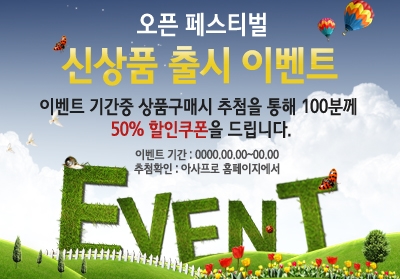 오픈 페스티벌
신상품 출시 이벤트
이벤트 기간중 상품구매시 추첨을 통해 100분께
50% 할인쿠폰을 드립니다.
이벤트 기간 : 0000.00.00~00.00
추첨확인 : 아사프로 홈페이지에서
EVENT